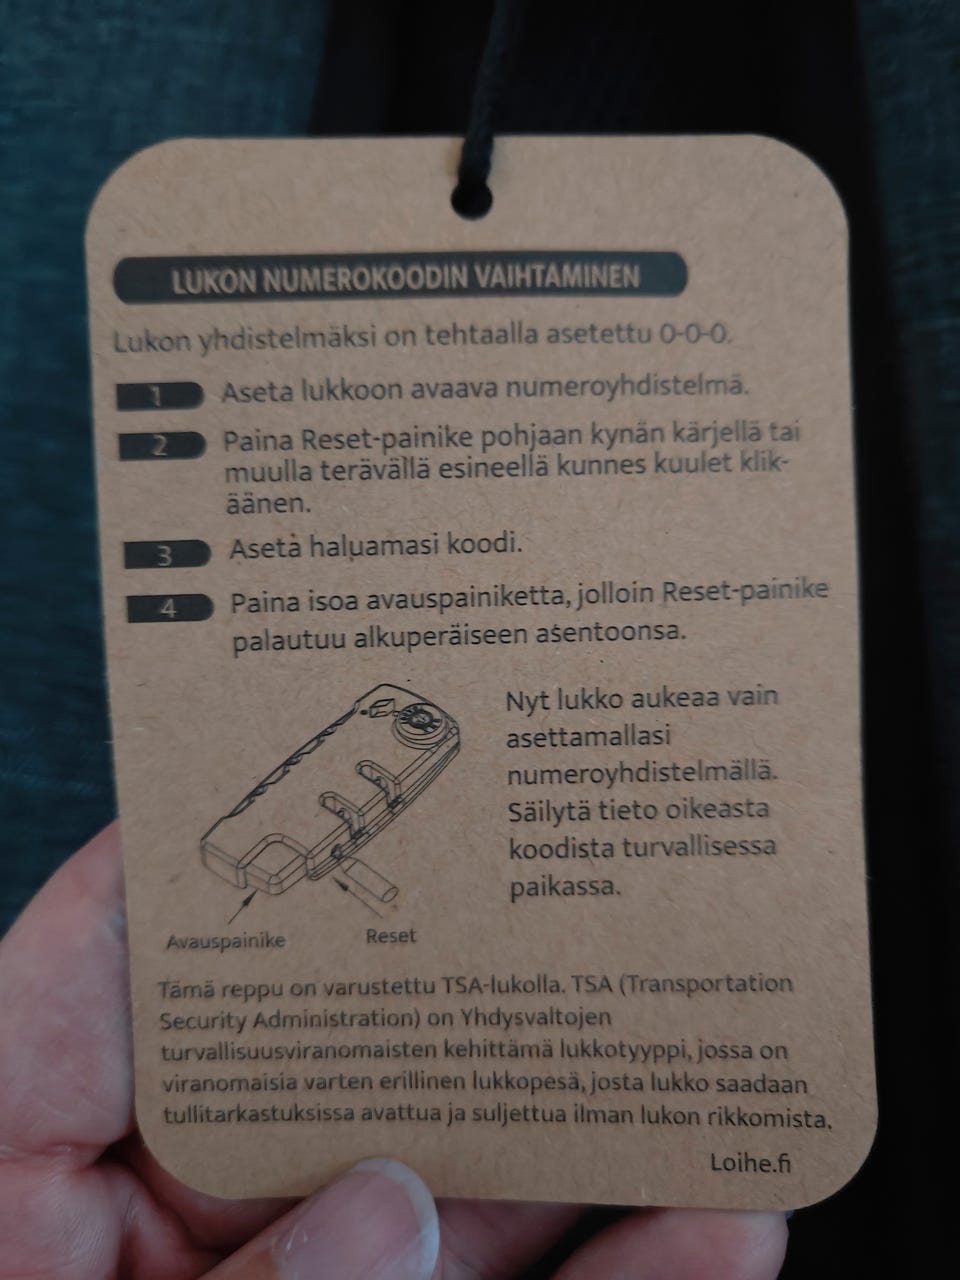 LUKON NUMEROKOODIN VAIHTAMINEN
Lukon yhdistelmäksi on tehtaalla asetettu 0-0-0.
1 Aseta lukkoon avaava numeroyhdistelmä.
2 Paina Reset-painike pohjaan kynän kärjellä tai
muulla terävällä esineellä kunnes kuulet klik-
äänen.
3 Aseta haluamasi koodi.
4 Paina isoa avauspainiketta, jolloin Reset-painike
palautuu alkuperäiseen asentoonsa.
Nyt lukko aukeaa vain
asettamallasi
numeroyhdistelmällä.
Säilytä tieto oikeasta
koodista turvallisessa
paikassa.
Avauspainike
Reset
Tämä reppu on varustettu TSA-lukolla. TSA (Transportation
Security Administration) on Yhdysvaltojen
turvallisuusviranomaisten kehittämä lukkotyyppi, jossa on
viranomaisia varten erillinen lukkopesä, josta lukko saadaan
tullitarkastuksissa avattua ja suljettua ilman lukon rikkomista.
Loihe.fi